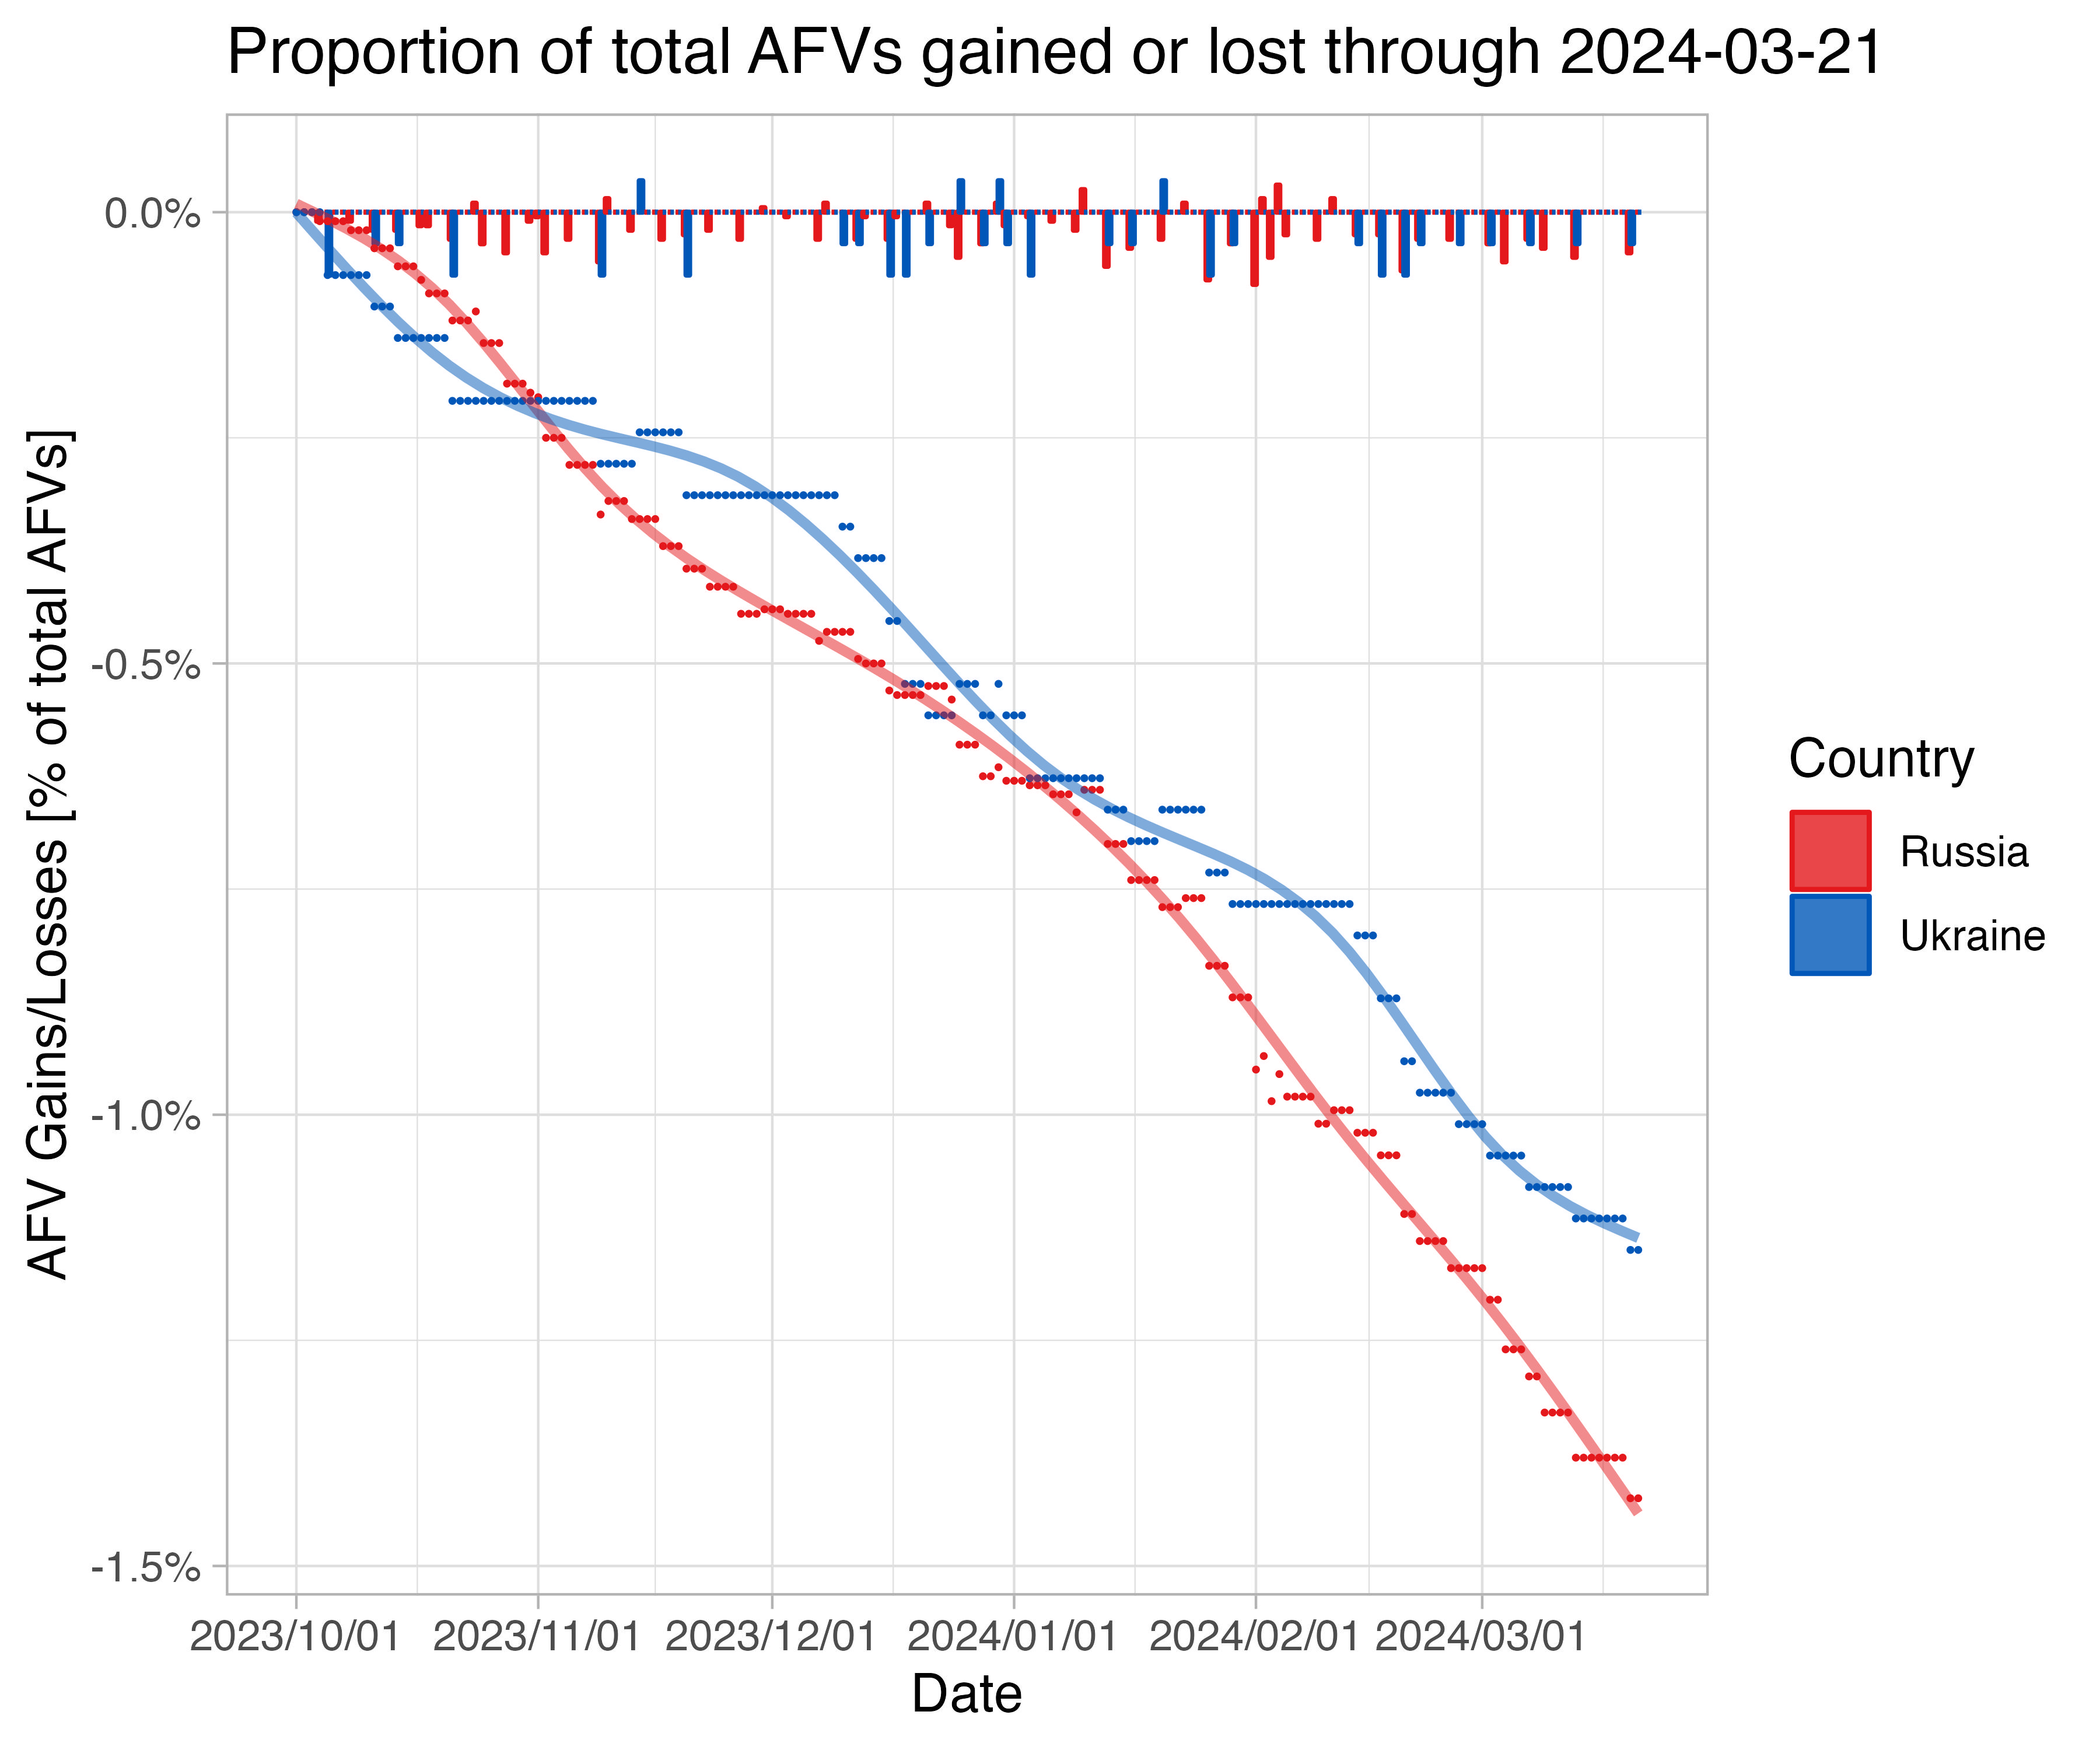 Proportion of total AFVs gained or lost through 2024-03-21
AFV Gains/Losses [% of total AFVs]
0.0%
-0.5%
-1.0%
-1.5%
2023/10/01
2023/11/01
2023/12/01
2024/01/01
2024/02/01
2024/03/01
Date
Country
Russia
Ukraine